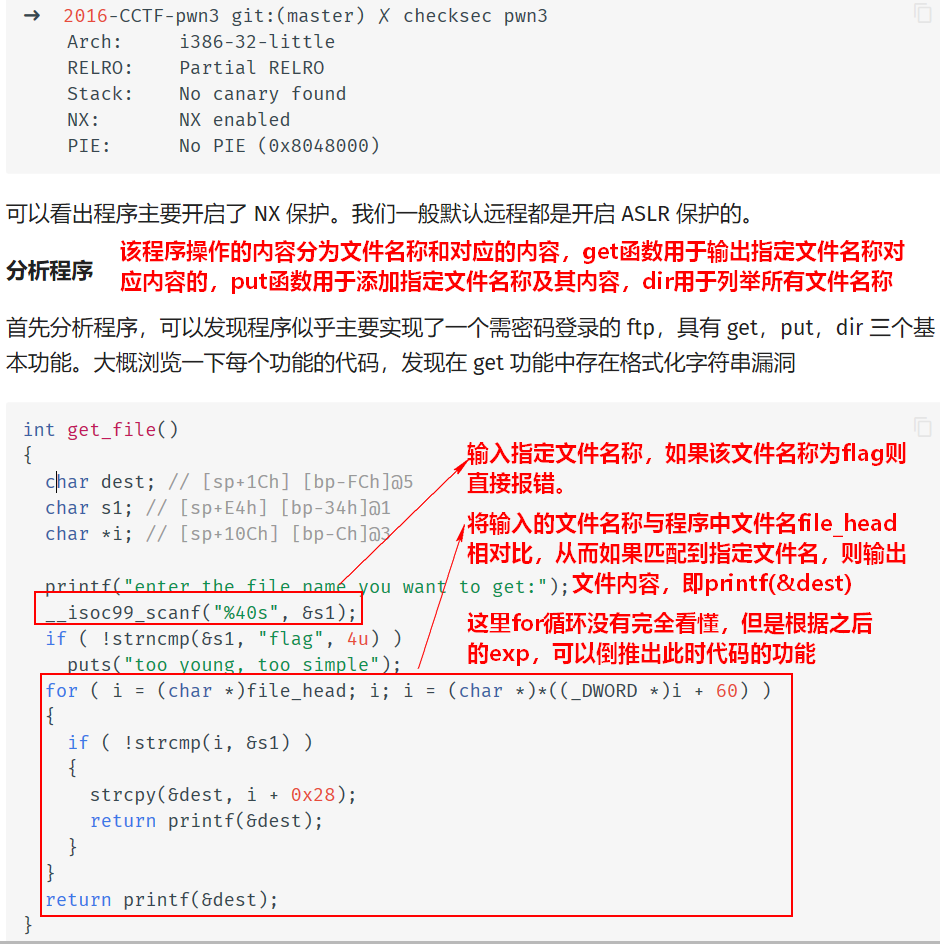 → 2016-CCTF-pwn3 git:(master) ✗ checksec pwn3
Arch: i386-32-little
RELRO: Partial RELRO
Stack: No canary found
NX: NX enabled
PIE: No PIE (0x8048000)
可以看出程序主要开启了 NX 保护。我们一般默认远程都是开启 ASLR 保护的。
分析程序
该程序操作的内容分为文件名称和对应的内容，get函数用于输出指定文件名称对
应内容的，put函数用于添加指定文件名称及其内容，dir用于列举所有文件名称
首先分析程序，可以发现程序似乎主要实现了一个需密码登录的 ftp，具有 get，put，dir 三个基
本功能。大概浏览一下每个功能的代码，发现在 get 功能中存在格式化字符串漏洞
int get_file()
{
char dest; // [sp+1Ch] [bp-FCh]@5
char s1; // [sp+E4h] [bp-34h]@1
char *i; // [sp+10Ch] [bp-Ch]@3
printf("enter the file name you want to get:");
__isoc99_scanf("%40s", &s1);
if ( !strncmp(&s1, "flag", 4u) )
puts("too young, too simple");
for ( i = (char *)file_head; i; i = (char *)*((_DWORD *)i + 60) )
{
if ( !strcmp(i, &s1) )
{
strcpy(&dest, i + 0x28);
return printf(&dest);
}
}
return printf(&dest);
}
输入指定文件名称，如果该文件名称为flag则
直接报错。
将输入的文件名称与程序中文件名file_head
相对比，从而如果匹配到指定文件名，则输出
文件内容，即printf(&dest)
这里for循环没有完全看懂，但是根据之后
的exp，可以倒推出此时代码的功能